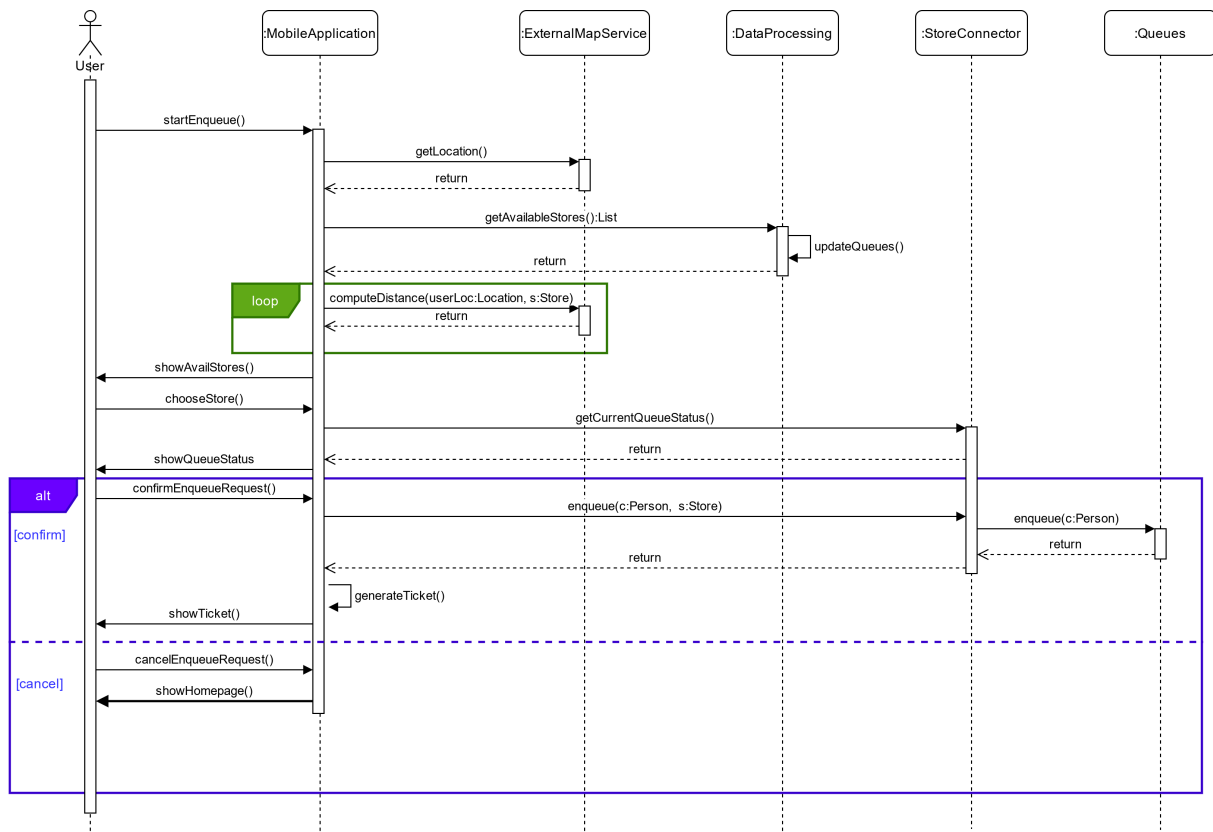 User
:MobileApplication
:ExternalMapService
:DataProcessing
:StoreConnector
:Queues
startEnqueue()
getLocation()
return
getAvailableStores():List
updateQueues()
return
loop
computeDistance(userLoc:Location, s:Store)
return
showAvailStores()
chooseStore()
getCurrentQueueStatus()
return
showQueueStatus
alt
confirmEnqueueRequest()
enqueue(c:Person,  s:Store)
enqueue(c:Person)
[confirm]
return
return
generateTicket()
showTicket()
cancelEnqueueRequest()
[cancel]
showHomepage()